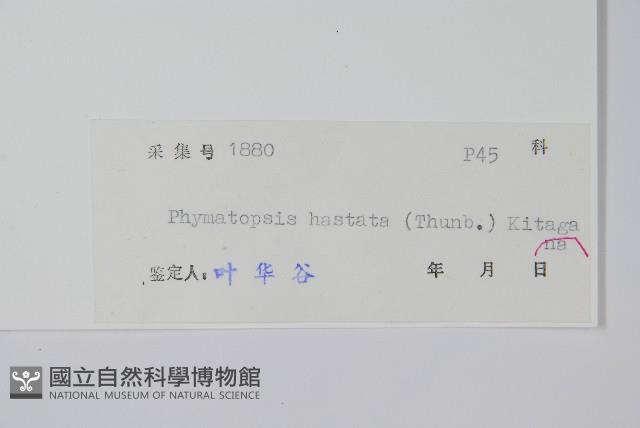 采集号 1880 P45 科
Phymatopsis hastata (Thunb.) Kitaga
na
鉴定人: 叶华谷 年 月 日
國立自然科學博物館
NATIONAL MUSEUM OF NATURAL SCIENCE